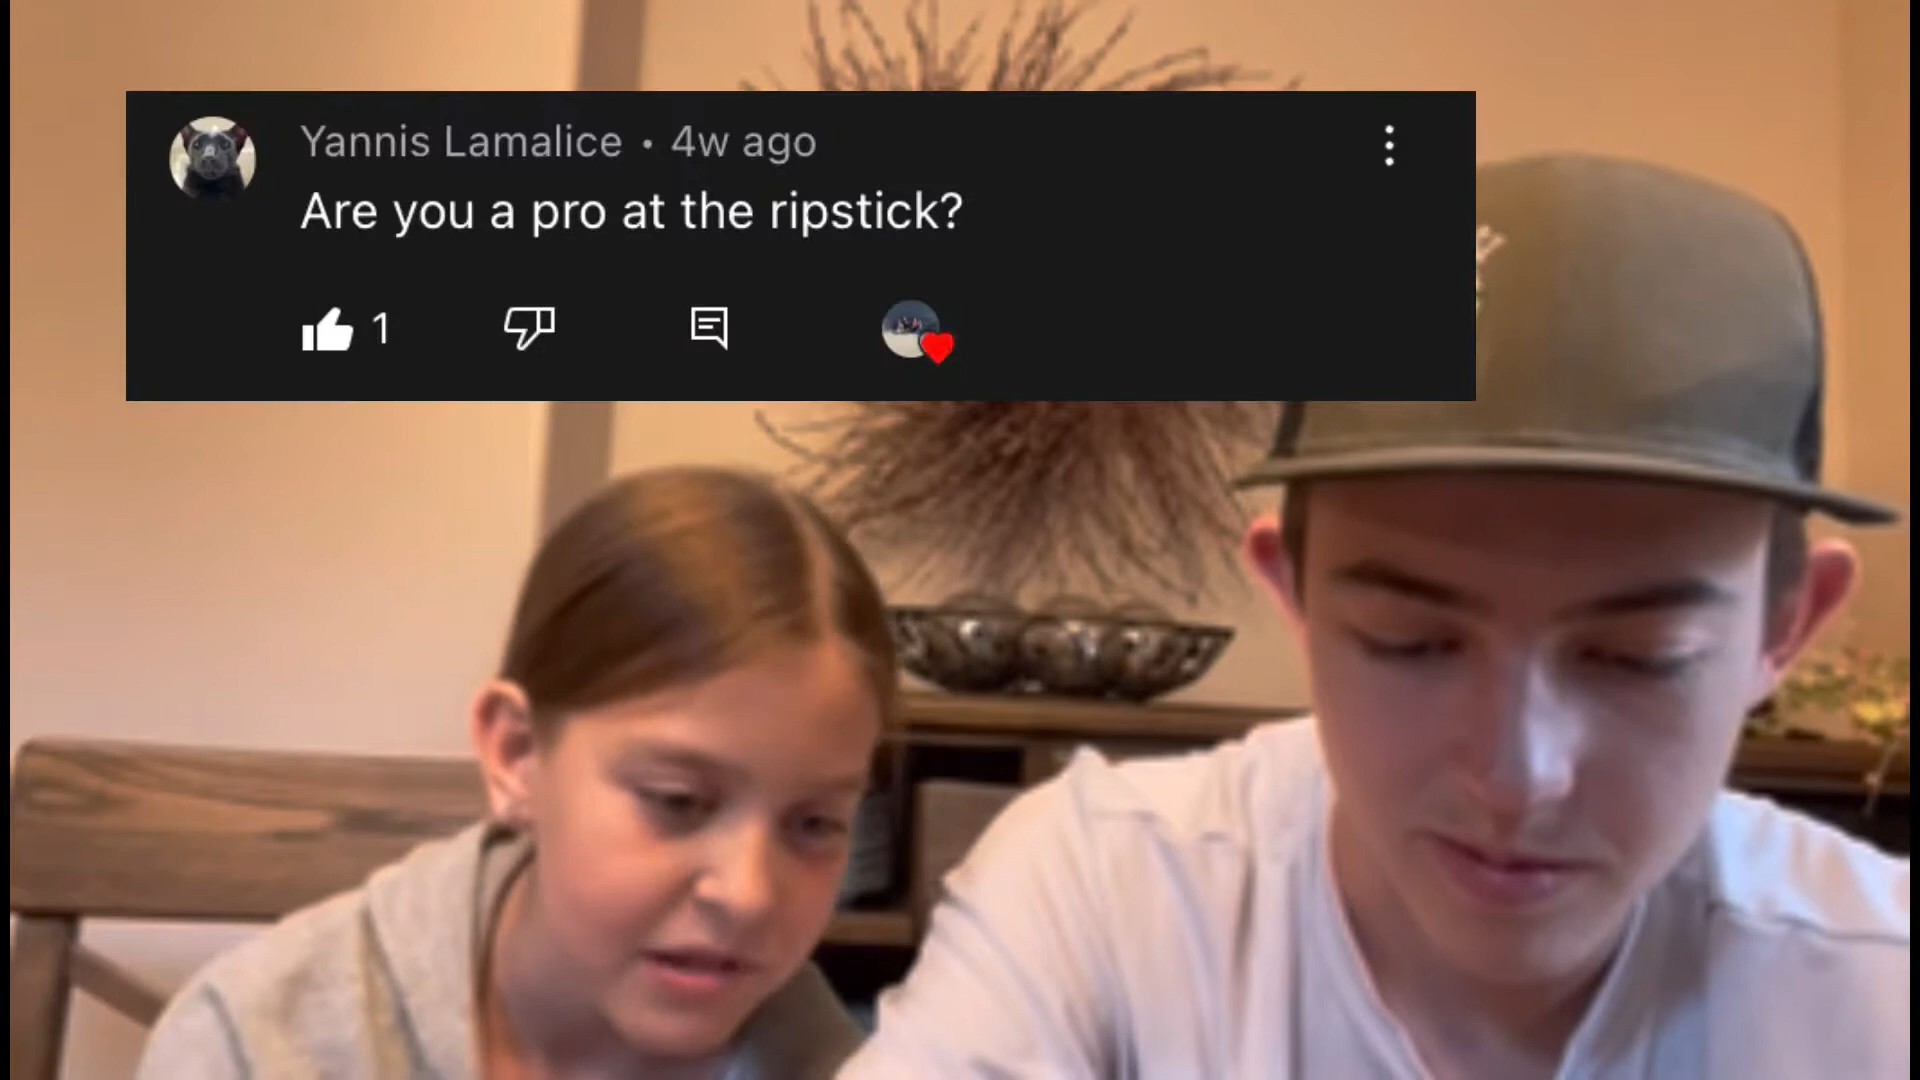 Yannis Lamalice • 4w ago
Are you a pro at the ripstick?
1